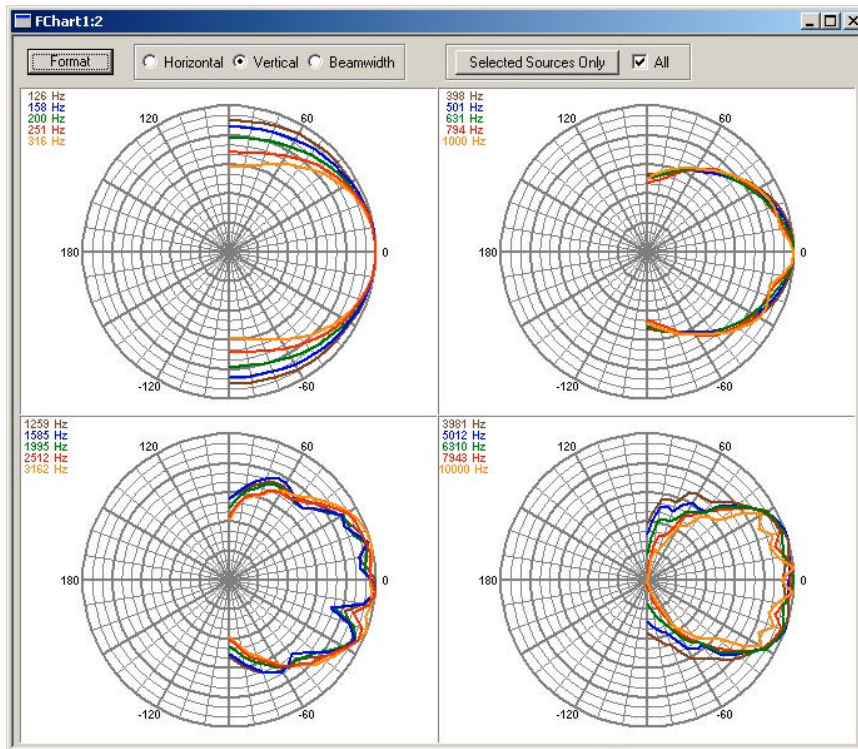 FChart1:2
Format
Horizontal Vertical Beamwidth
Selected Sources Only
All
126 Hz
158 Hz
200 Hz
251 Hz
316 Hz
120
60
180
0
-120
-60
398 Hz
501 Hz
631 Hz
794 Hz
1000 Hz
120
60
180
0
-120
-60
1259 Hz
1585 Hz
1995 Hz
2512 Hz
3162 Hz
120
60
180
0
-120
-60
3981 Hz
5012 Hz
6310 Hz
7943 Hz
10000 Hz
120
60
180
0
-120
-60